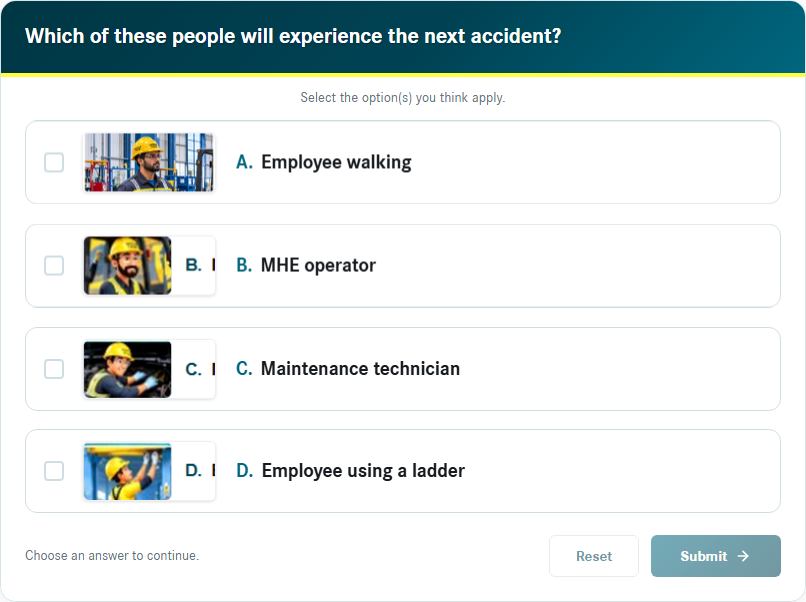 Which of these people will experience the next accident?
Select the option(s) you think apply.
A. Employee walking
B. B. MHE operator
C. C. Maintenance technician
D. D. Employee using a ladder
Choose an answer to continue.
Reset
Submit →